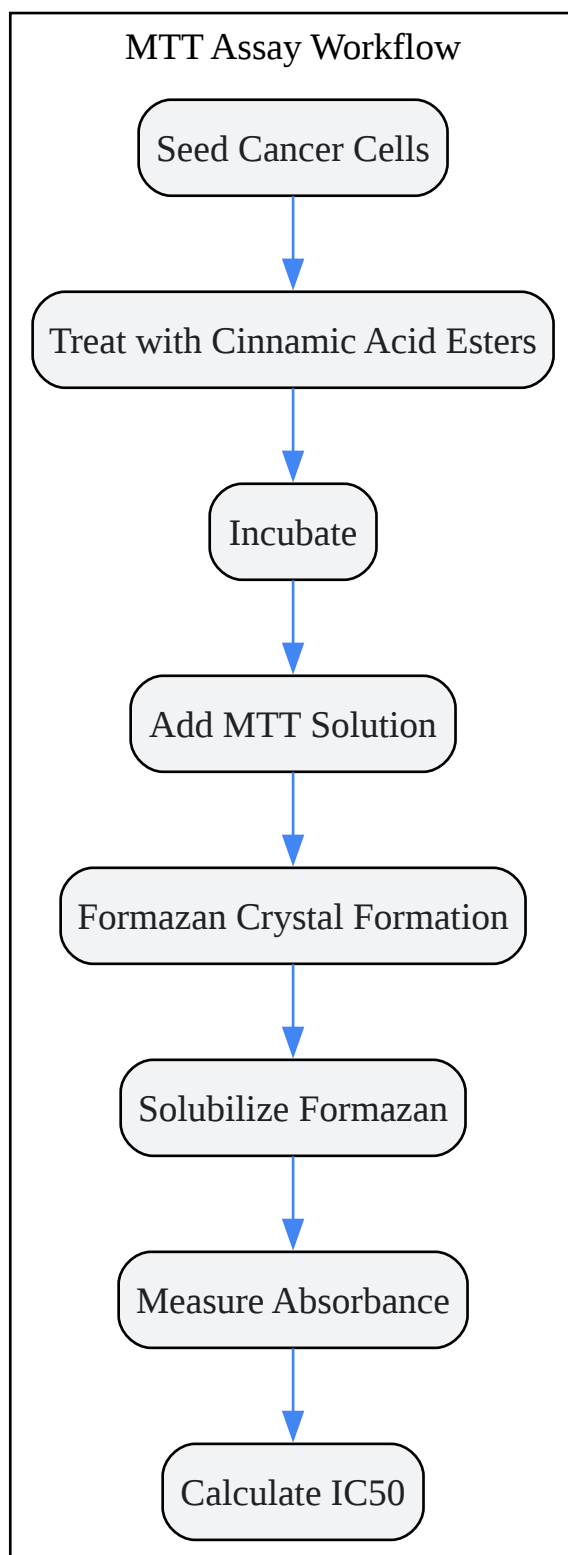 MTT Assay Workflow
Seed Cancer Cells
Treat with Cinnamic Acid Esters
Incubate
Add MTT Solution
Formazan Crystal Formation
Solubilize Formazan
Measure Absorbance
Calculate IC50